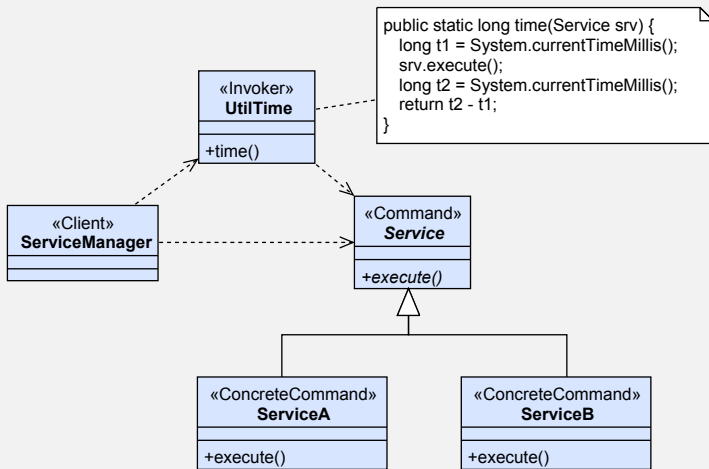 public static long time(Service srv) {
long t1 = System.currentTimeMillis();
srv.execute();
long t2 = System.currentTimeMillis();
return t2 - t1;
}
«Invoker»
UtilTime
+time()
«Client»
ServiceManager
«Command»
Service
+execute()
«ConcreteCommand»
ServiceA
+execute()
«ConcreteCommand»
ServiceB
+execute()